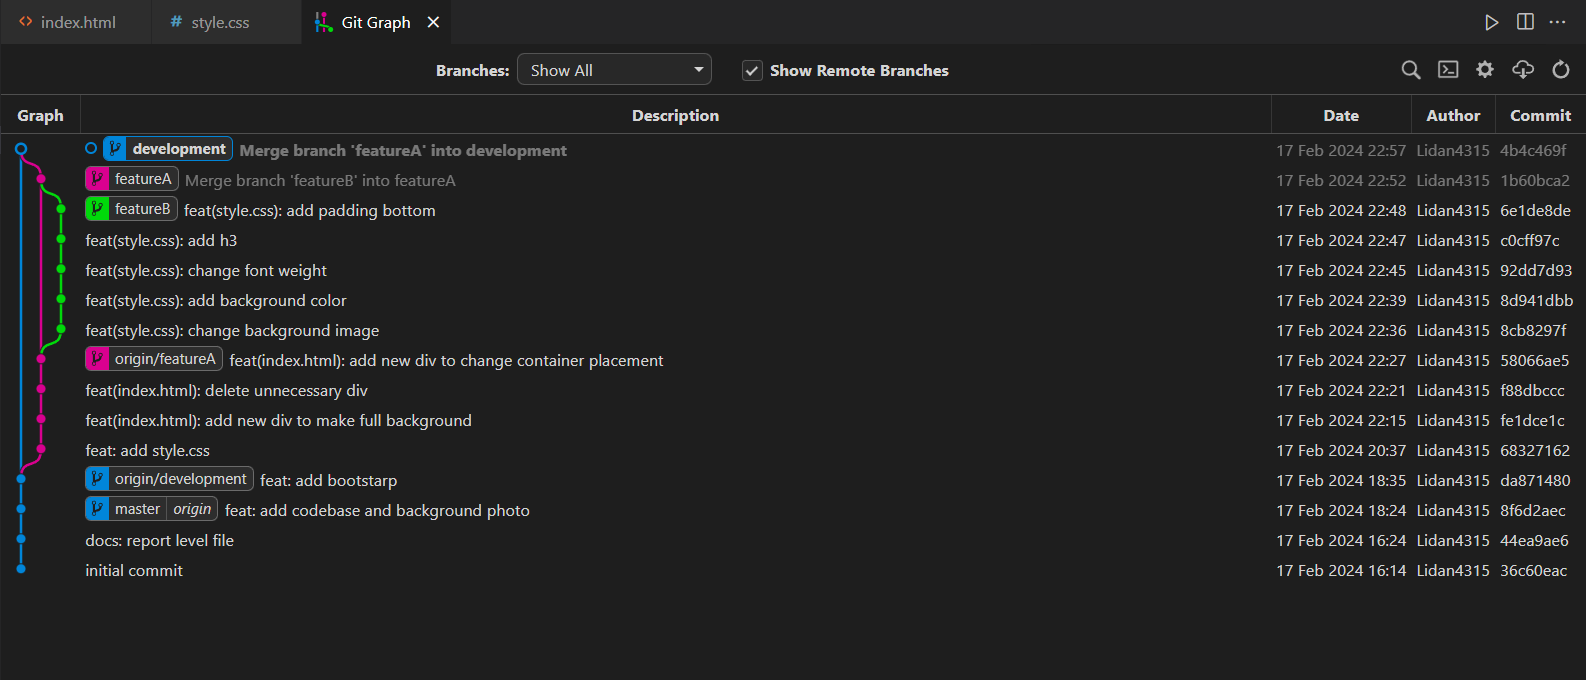 index.html # style.css Git Graph
Branches: Show All Show Remote Branches
Graph Description Date Author Commit
development Merge branch 'featureA' into development 17 Feb 2024 22:57 Lidan4315 4b4c469f
featureA Merge branch 'featureB' into featureA 17 Feb 2024 22:52 Lidan4315 1b60bca2
featureB feat(style.css): add padding bottom 17 Feb 2024 22:48 Lidan4315 6e1de8de
feat(style.css): add h3 17 Feb 2024 22:47 Lidan4315 c0cff97c
feat(style.css): change font weight 17 Feb 2024 22:45 Lidan4315 92dd7d93
feat(style.css): add background color 17 Feb 2024 22:39 Lidan4315 8d941dbb
feat(style.css): change background image 17 Feb 2024 22:36 Lidan4315 8cb8297f
origin/featureA feat(index.html): add new div to change container placement 17 Feb 2024 22:27 Lidan4315 58066ae5
feat(index.html): delete unnecessary div 17 Feb 2024 22:21 Lidan4315 f88dbccc
feat(index.html): add new div to make full background 17 Feb 2024 22:15 Lidan4315 fe1dce1c
feat: add style.css 17 Feb 2024 20:37 Lidan4315 68327162
origin/development feat: add bootstarp 17 Feb 2024 18:35 Lidan4315 da871480
master origin feat: add codebase and background photo 17 Feb 2024 18:24 Lidan4315 8f6d2aec
docs: report level file 17 Feb 2024 16:24 Lidan4315 44ea9ae6
initial commit 17 Feb 2024 16:14 Lidan4315 36c60eac